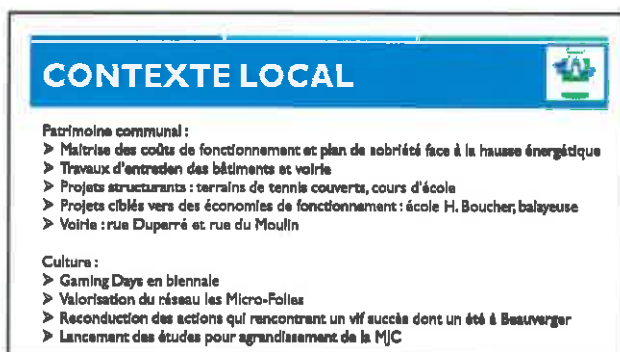 CONTEXTE LOCAL
Patrimoine communal :
➤ Maîtrise des coûts de fonctionnement et plan de sobriété face à la hausse énergétique
➤ Travaux d'entretien des bâtiments et voirie
➤ Projets structurants : terrains de tennis couverts, cours d'école
➤ Projets ciblés vers des économies de fonctionnement : école H. Boucher, balayeuse
➤ Voirie : rue Duperré et rue du Moulin
Culture :
➤ Gaming Days en biennale
➤ Valorisation du réseau les Micro-Folies
➤ Reconduction des actions qui rencontrent un vif succès dont un été à Beauverger
➤ Lancement des études pour agrandissement de la MJC